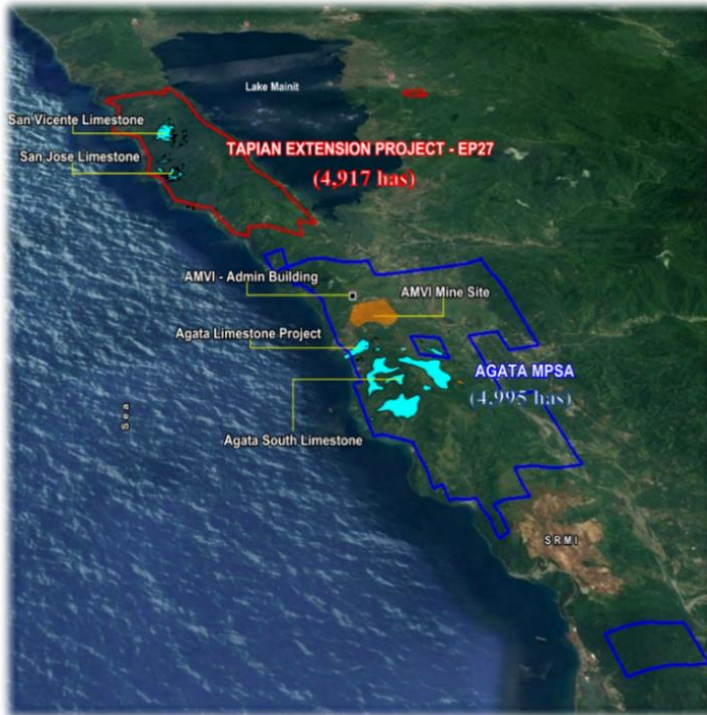 Lake Mainit
San Vicente Limestone
San Jose Limestone
TAPIAN EXTENSION PROJECT - EP27
(4,917 has)
AMVI - Admin Building
AMVI Mine Site
Agata Limestone Project
AGATA MPSA
(4,995 has)
Agata South Limestone
Sea
SRMI